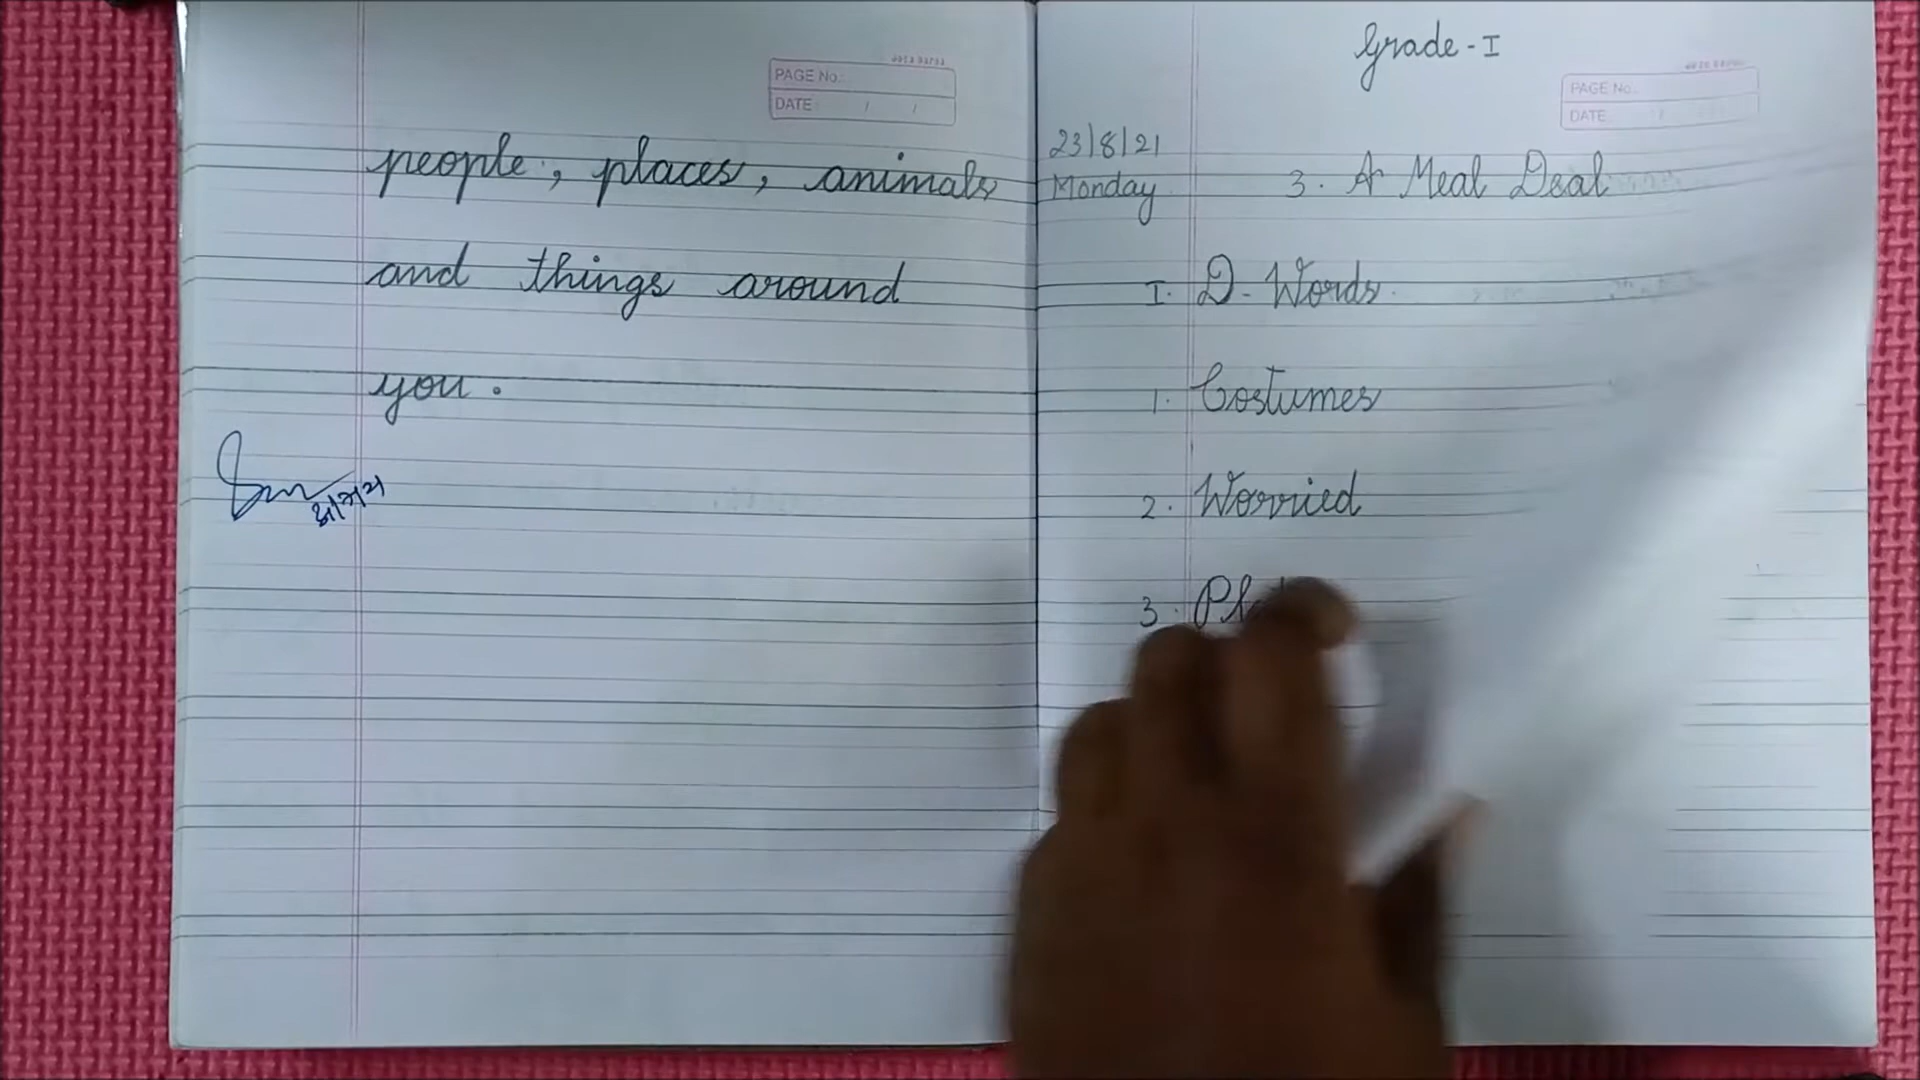 PAGE No.:
DATE / /
people, places, animals
and things around
you.
Grade - I
PAGE No.:
DATE / /
23/8/21
Monday
3. A Meal Deal
I. D-Words.
1. Costumes
2. Worried
3.